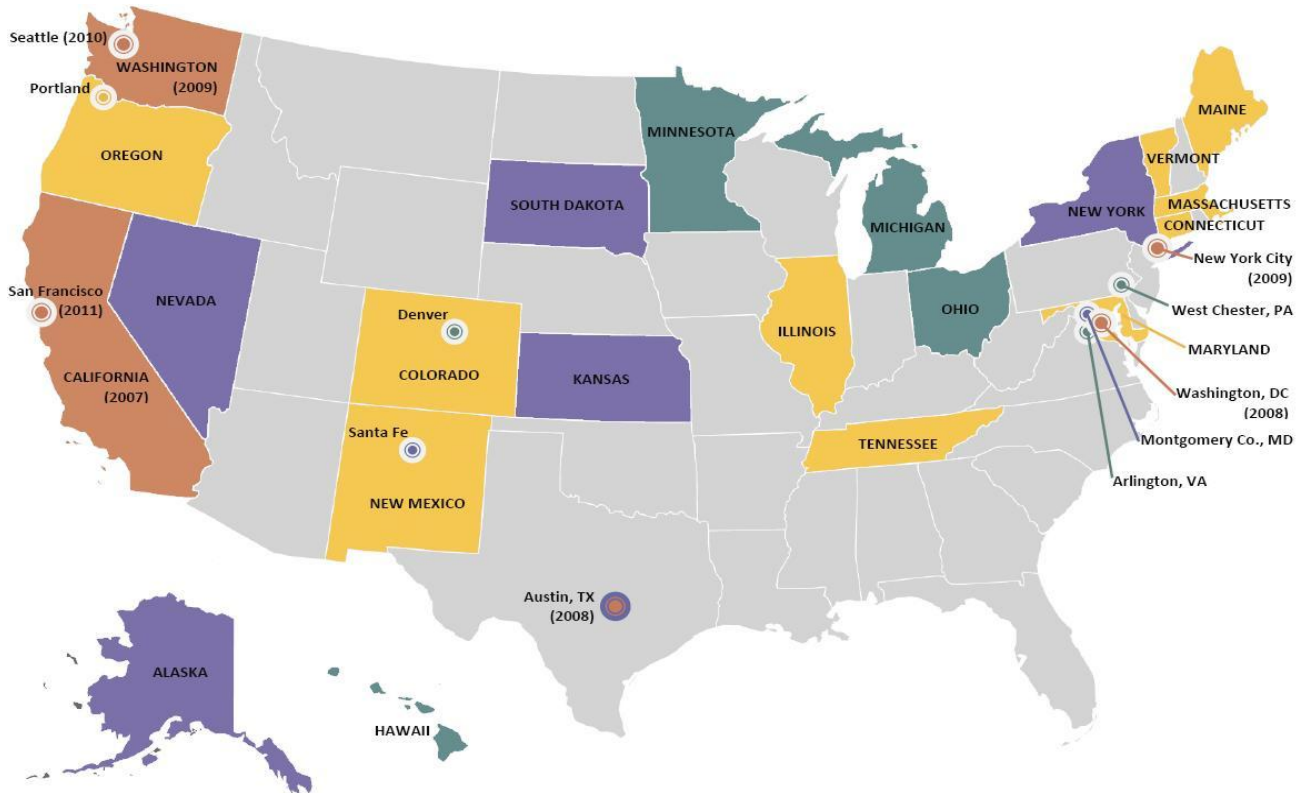 Seattle (2010)
WASHINGTON
(2009)
Portland
OREGON
MINNESOTA
MAINE
VERMONT
SOUTH DAKOTA
NEW YORK
MASSACHUSETTS
CONNECTICUT
MICHIGAN
New York City
(2009)
San Francisco
(2011)
NEVADA
Denver
COLORADO
KANSAS
ILLINOIS
OHIO
West Chester, PA
MARYLAND
CALIFORNIA
(2007)
Washington, DC
(2008)
Santa Fe
NEW MEXICO
TENNESSEE
Montgomery Co., MD
Arlington, VA
Austin, TX
(2008)
ALASKA
HAWAII